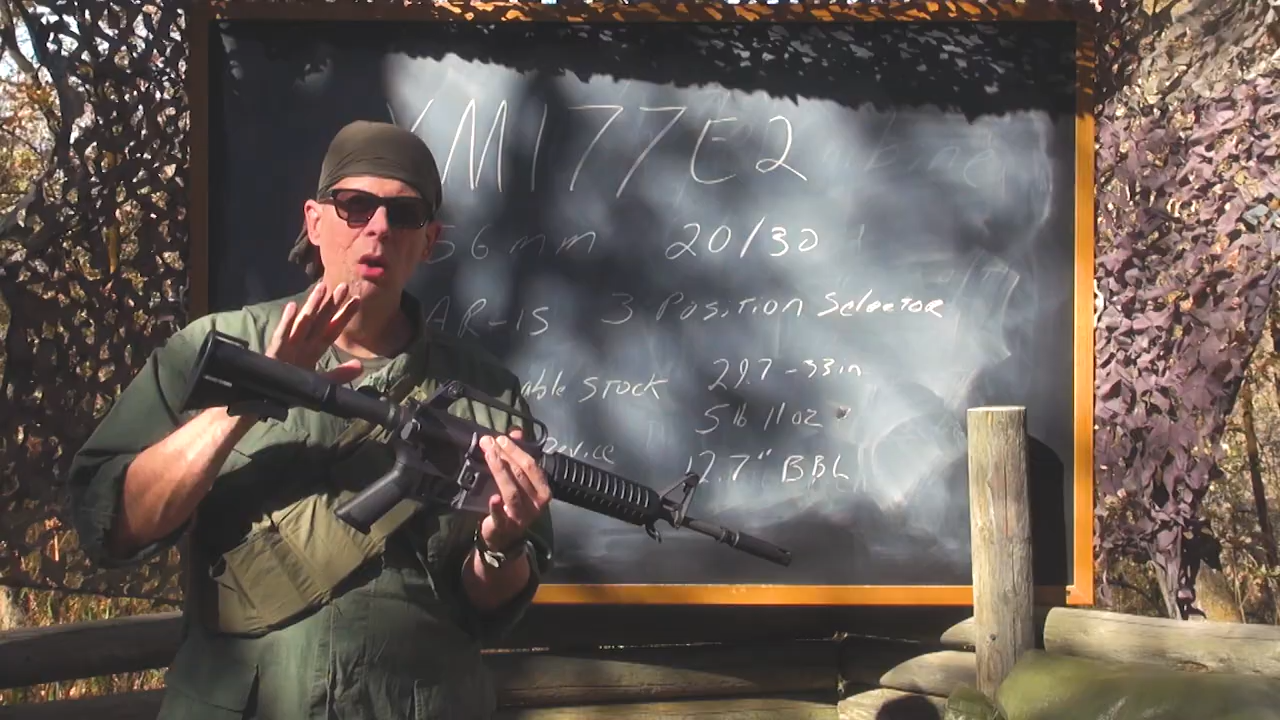 XM177E2
56mm 20/30
AR-15 3 Position Selector
able Stock 29.7-33in
5lb 11oz
Device 12.7" BBL